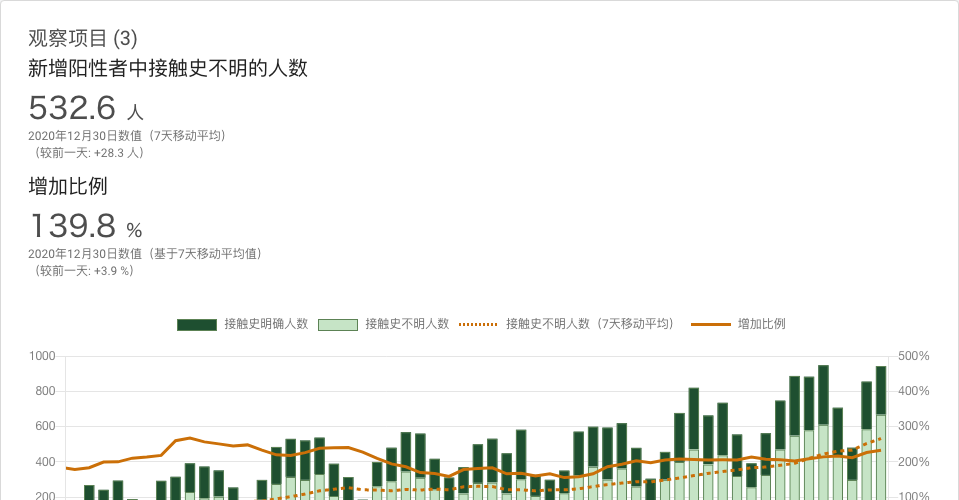 观察项目 (3)
新增阳性者中接触史不明的人数
532.6 人
2020年12月30日数值（7天移动平均）
（较前一天: +28.3 人）
增加比例
139.8 %
2020年12月30日数值（基于7天移动平均值）
（较前一天: +3.9 %）
接触史明确人数 接触史不明人数 接触史不明人数（7天移动平均） 增加比例
1000 500%
800 400%
600 300%
400 200%
200 100%